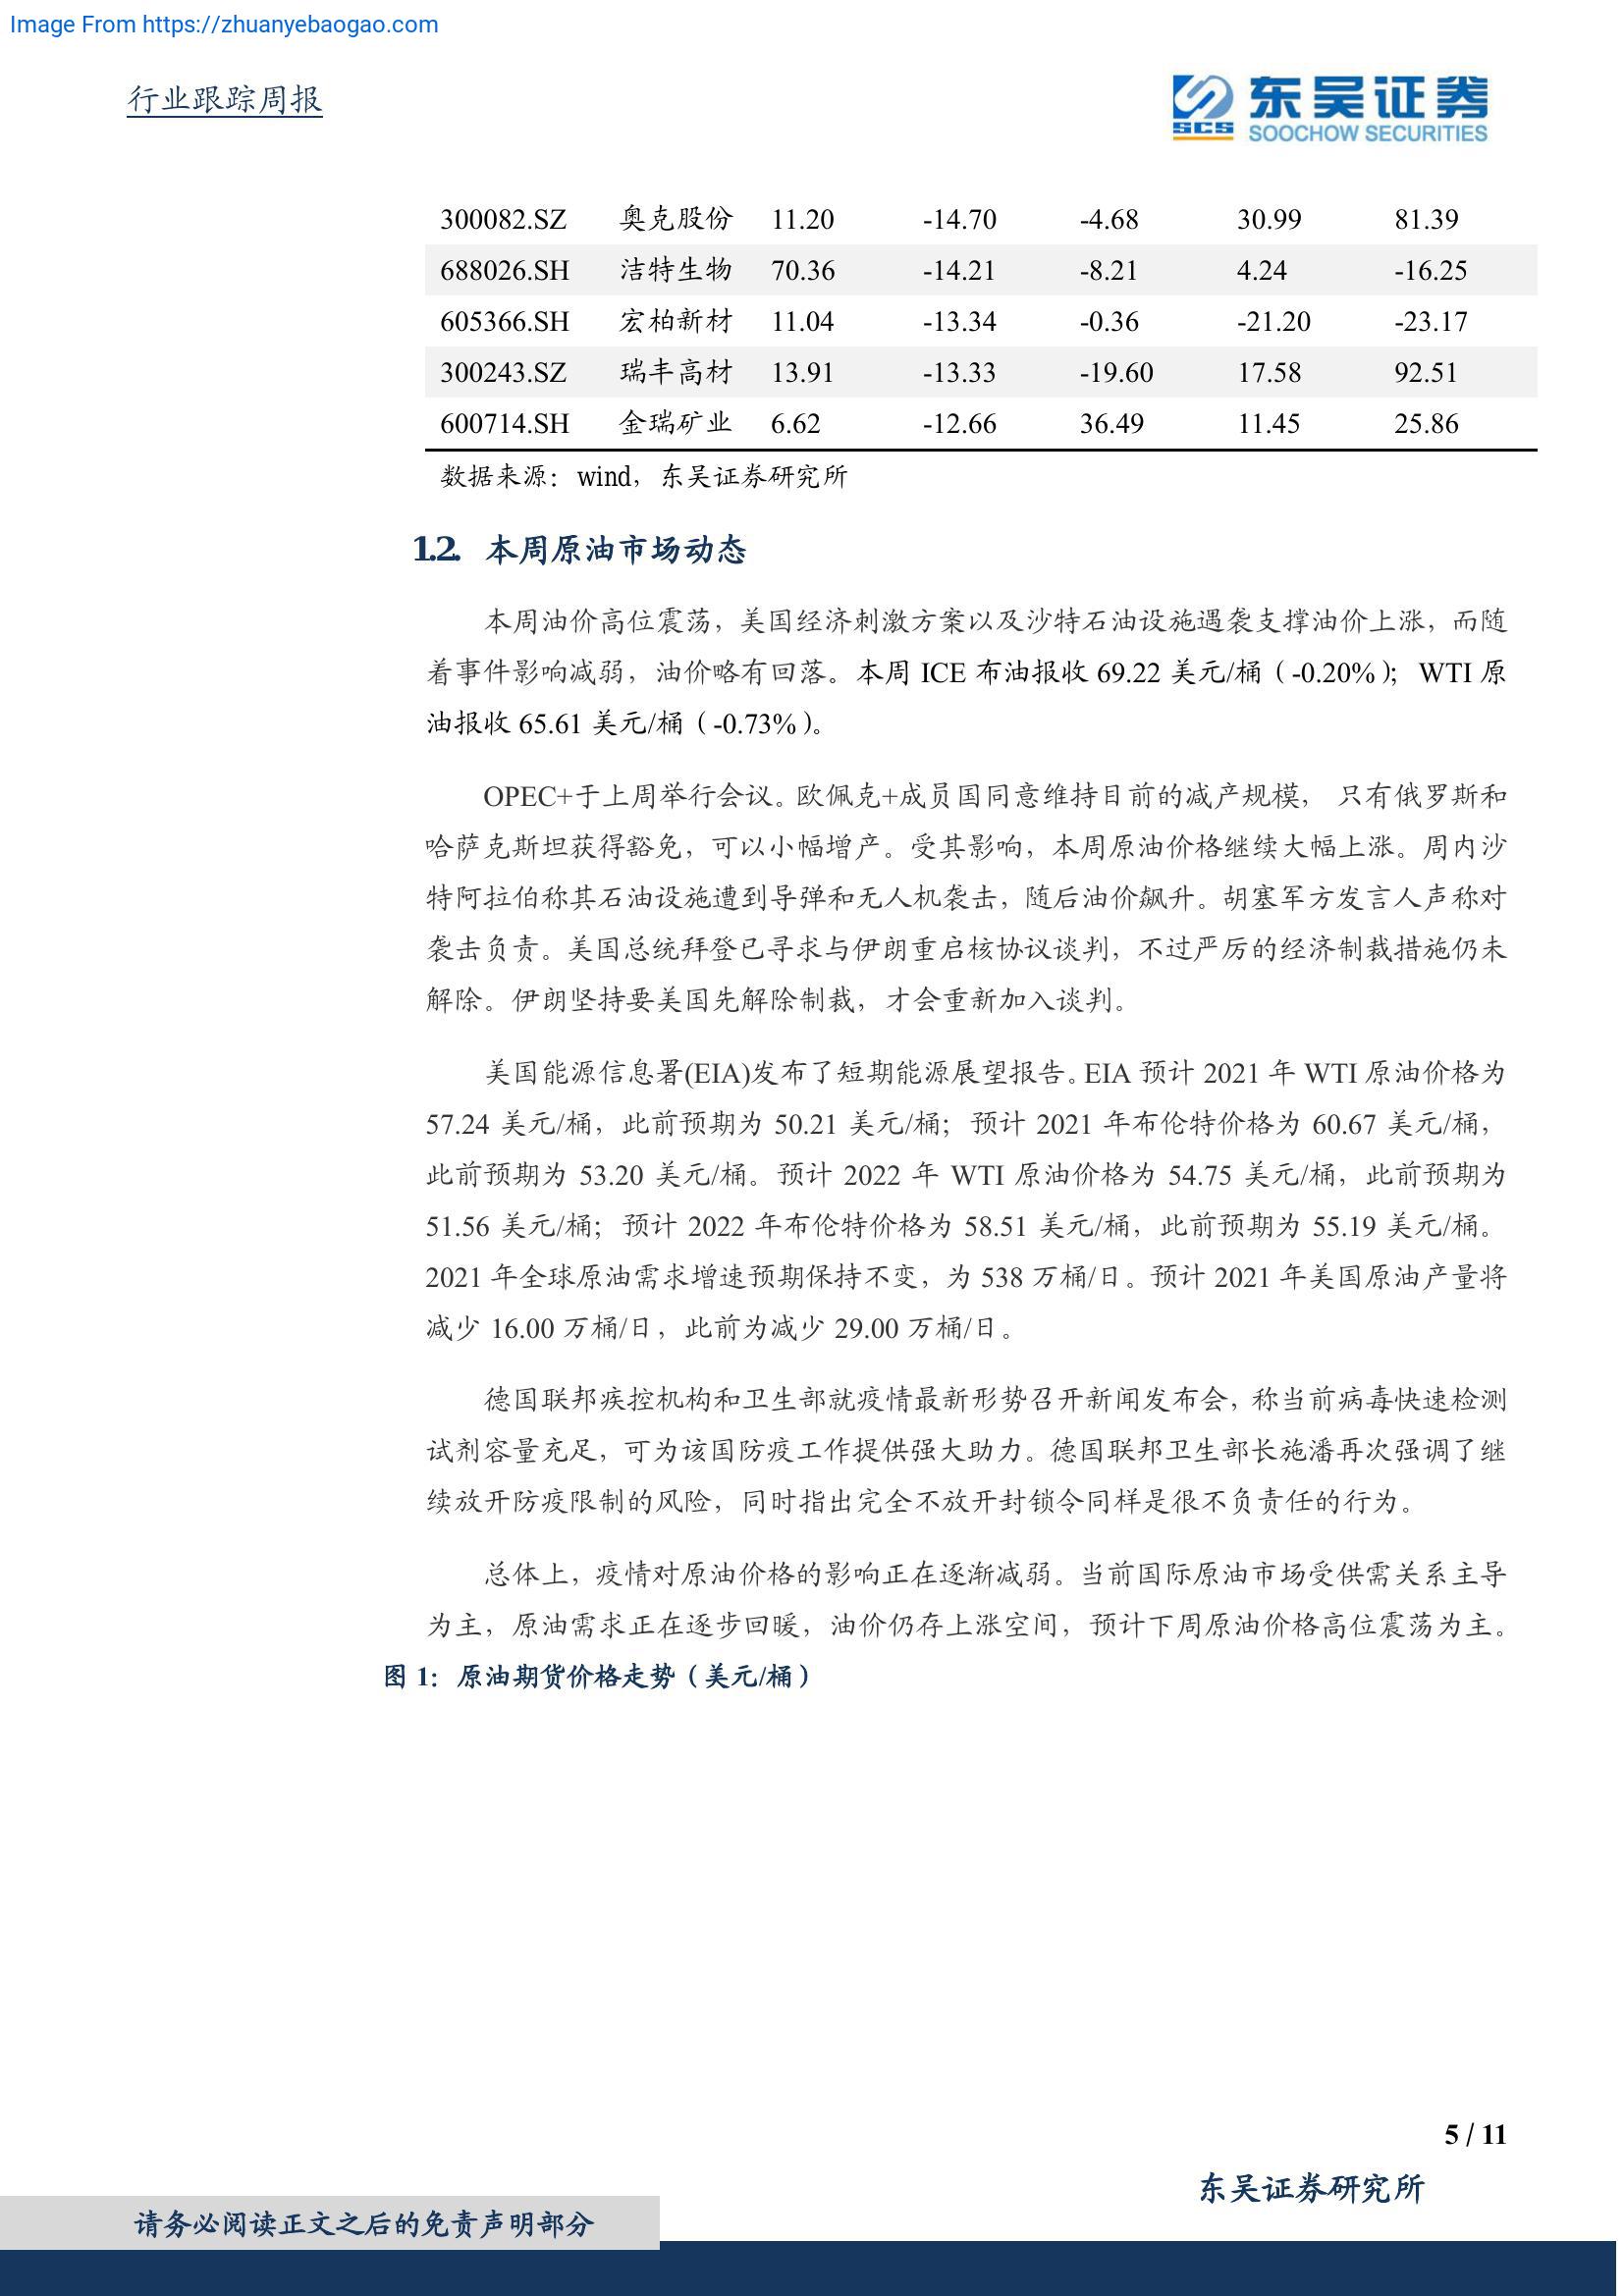 Image From https://zhuanyebaogao.com
行业跟踪周报
SCS 东吴证券
SOOCHOW SECURITIES
300082.SZ 奥克股份 11.20 -14.70 -4.68 30.99 81.39
688026.SH 洁特生物 70.36 -14.21 -8.21 4.24 -16.25
605366.SH 宏柏新材 11.04 -13.34 -0.36 -21.20 -23.17
300243.SZ 瑞丰高材 13.91 -13.33 -19.60 17.58 92.51
600714.SH 金瑞矿业 6.62 -12.66 36.49 11.45 25.86
数据来源：wind，东吴证券研究所
1.2. 本周原油市场动态
本周油价高位震荡，美国经济刺激方案以及沙特石油设施遇袭支撑油价上涨，而随
着事件影响减弱，油价略有回落。本周 ICE 布油报收 69.22 美元/桶（-0.20%）；WTI 原
油报收 65.61 美元/桶（-0.73%）。
OPEC+于上周举行会议。欧佩克+成员国同意维持目前的减产规模， 只有俄罗斯和
哈萨克斯坦获得豁免，可以小幅增产。受其影响，本周原油价格继续大幅上涨。周内沙
特阿拉伯称其石油设施遭到导弹和无人机袭击，随后油价飙升。胡塞军方发言人声称对
袭击负责。美国总统拜登已寻求与伊朗重启核协议谈判，不过严厉的经济制裁措施仍未
解除。伊朗坚持要美国先解除制裁，才会重新加入谈判。
美国能源信息署(EIA)发布了短期能源展望报告。EIA 预计 2021 年 WTI 原油价格为
57.24 美元/桶，此前预期为 50.21 美元/桶；预计 2021 年布伦特价格为 60.67 美元/桶，
此前预期为 53.20 美元/桶。预计 2022 年 WTI 原油价格为 54.75 美元/桶，此前预期为
51.56 美元/桶；预计 2022 年布伦特价格为 58.51 美元/桶，此前预期为 55.19 美元/桶。
2021 年全球原油需求增速预期保持不变，为 538 万桶/日。预计 2021 年美国原油产量将
减少 16.00 万桶/日，此前为减少 29.00 万桶/日。
德国联邦疾控机构和卫生部就疫情最新形势召开新闻发布会，称当前病毒快速检测
试剂容量充足，可为该国防疫工作提供强大助力。德国联邦卫生部长施潘再次强调了继
续放开防疫限制的风险，同时指出完全不放开封锁令同样是很不负责任的行为。
总体上，疫情对原油价格的影响正在逐渐减弱。当前国际原油市场受供需关系主导
为主，原油需求正在逐步回暖，油价仍存上涨空间，预计下周原油价格高位震荡为主。
图 1：原油期货价格走势（美元/桶）
5 / 11
东吴证券研究所
请务必阅读正文之后的免责声明部分